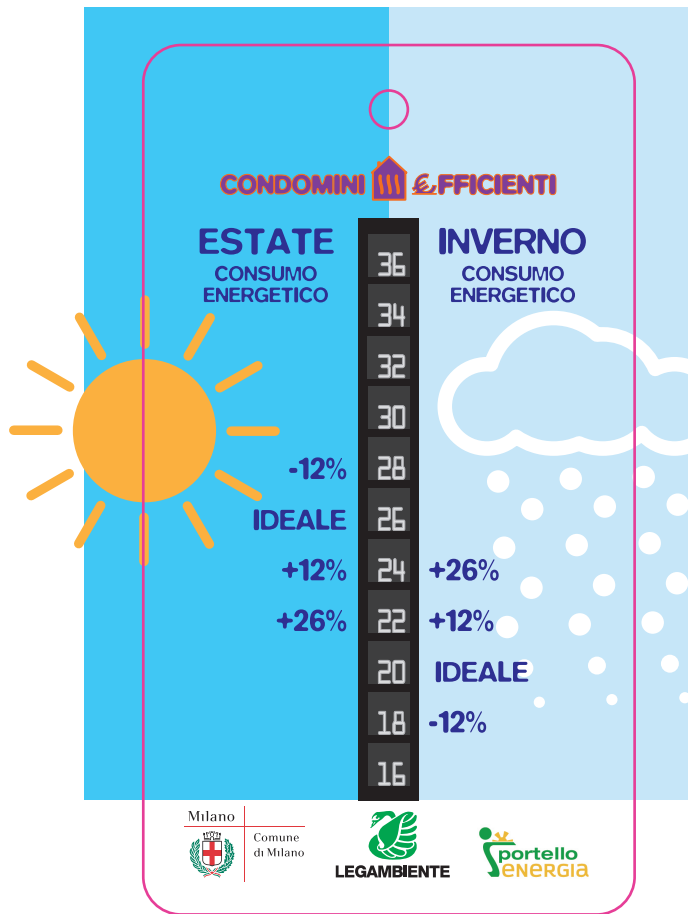 CONDOMINI EFFICIENTI
ESTATE
CONSUMO
ENERGETICO
INVERNO
CONSUMO
ENERGETICO
36
34
32
30
-12% 28
IDEALE 26
+12% 24 +26%
+26% 22 +12%
20 IDEALE
18 -12%
16
Milano
Comune
di Milano
LEGAMBIENTE
Sportello
ENERGIA